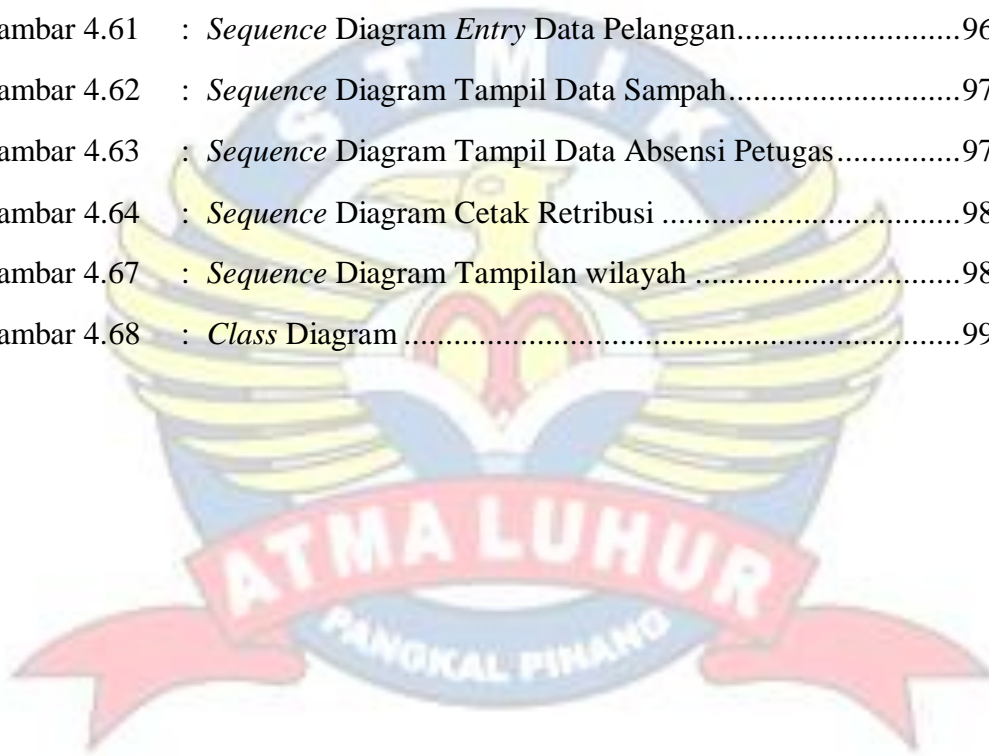 ambar 4.61 : Sequence Diagram Entry Data Pelanggan............................96
ambar 4.62 : Sequence Diagram Tampil Data Sampah.............................97
ambar 4.63 : Sequence Diagram Tampil Data Absensi Petugas...............97
ambar 4.64 : Sequence Diagram Cetak Retribusi.....................................98
ambar 4.67 : Sequence Diagram Tampilan wilayah.................................98
ambar 4.68 : Class Diagram......................................................................99
STMIK
ATMA LUHUR
PANGKAL PINANG